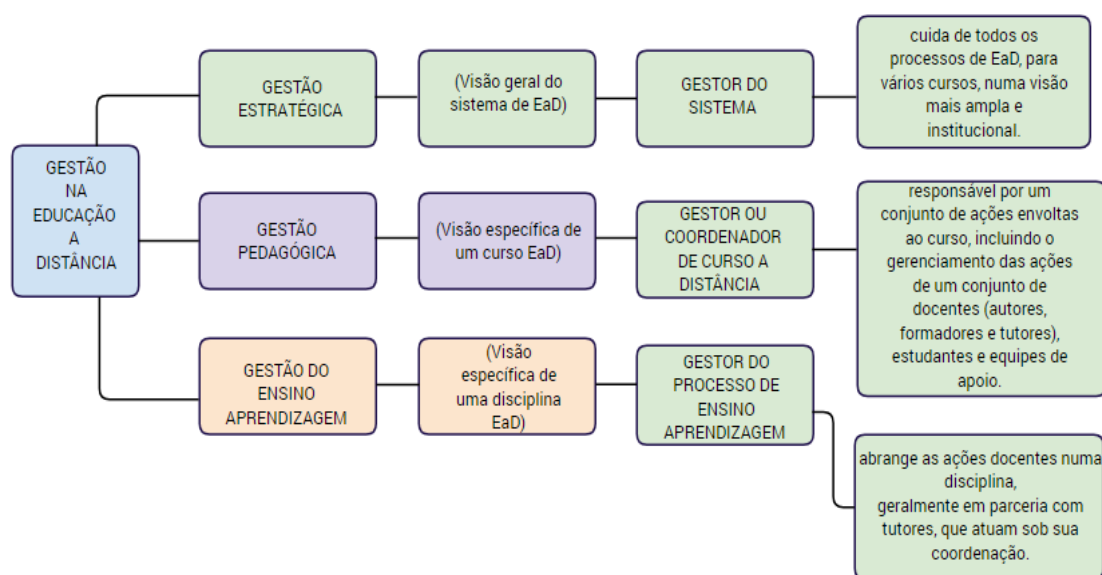 GESTÃO
NA
EDUCAÇÃO
A
DISTÂNCIA
GESTÃO
ESTRATÉGICA
(Visão geral do
sistema de EaD)
GESTOR DO
SISTEMA
cuida de todos os
processos de EaD, para
vários cursos, numa visão
mais ampla e
institucional.
GESTÃO
PEDAGÓGICA
(Visão específica de
um curso EaD)
GESTOR OU
COORDENADOR
DE CURSO A
DISTÂNCIA
responsável por um
conjunto de ações envoltas
ao curso, incluindo o
gerenciamento das ações
de um conjunto de
docentes (autores,
formadores e tutores),
estudantes e equipes de
apoio.
GESTÃO DO
ENSINO
APRENDIZAGEM
(Visão
específica de
uma disciplina
EaD)
GESTOR DO
PROCESSO DE
ENSINO
APRENDIZAGEM
abrange as ações docentes numa
disciplina,
geralmente em parceria com
tutores, que atuam sob sua
coordenação.